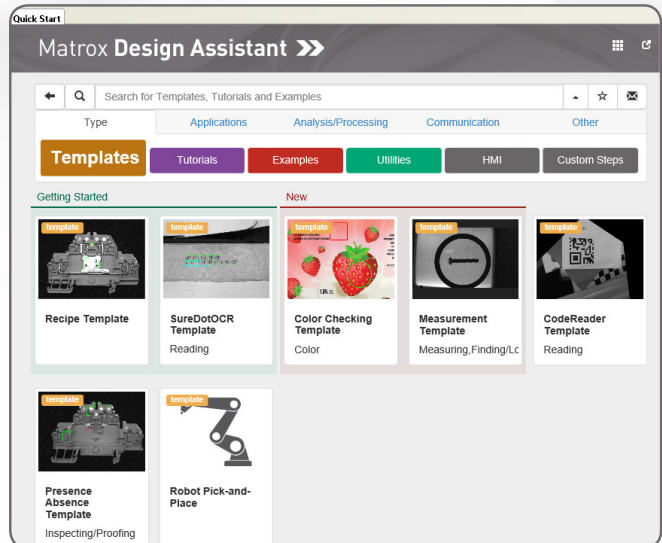 Quick Start
Matrox Design Assistant
Search for Templates, Tutorials and Examples
Type Applications Analysis/Processing Communication Other
Templates Tutorials Examples Utilities HMI Custom Steps
Getting Started New
template template template template template
Recipe Template
SureDotOCR
Template
Reading
Color Checking
Template
Color
Measurement
Template
Measuring,Finding/Lo
CodeReader
Template
Reading
template template
Presence
Absence
Template
Inspecting/Proofing
Robot Pick-and-
Place